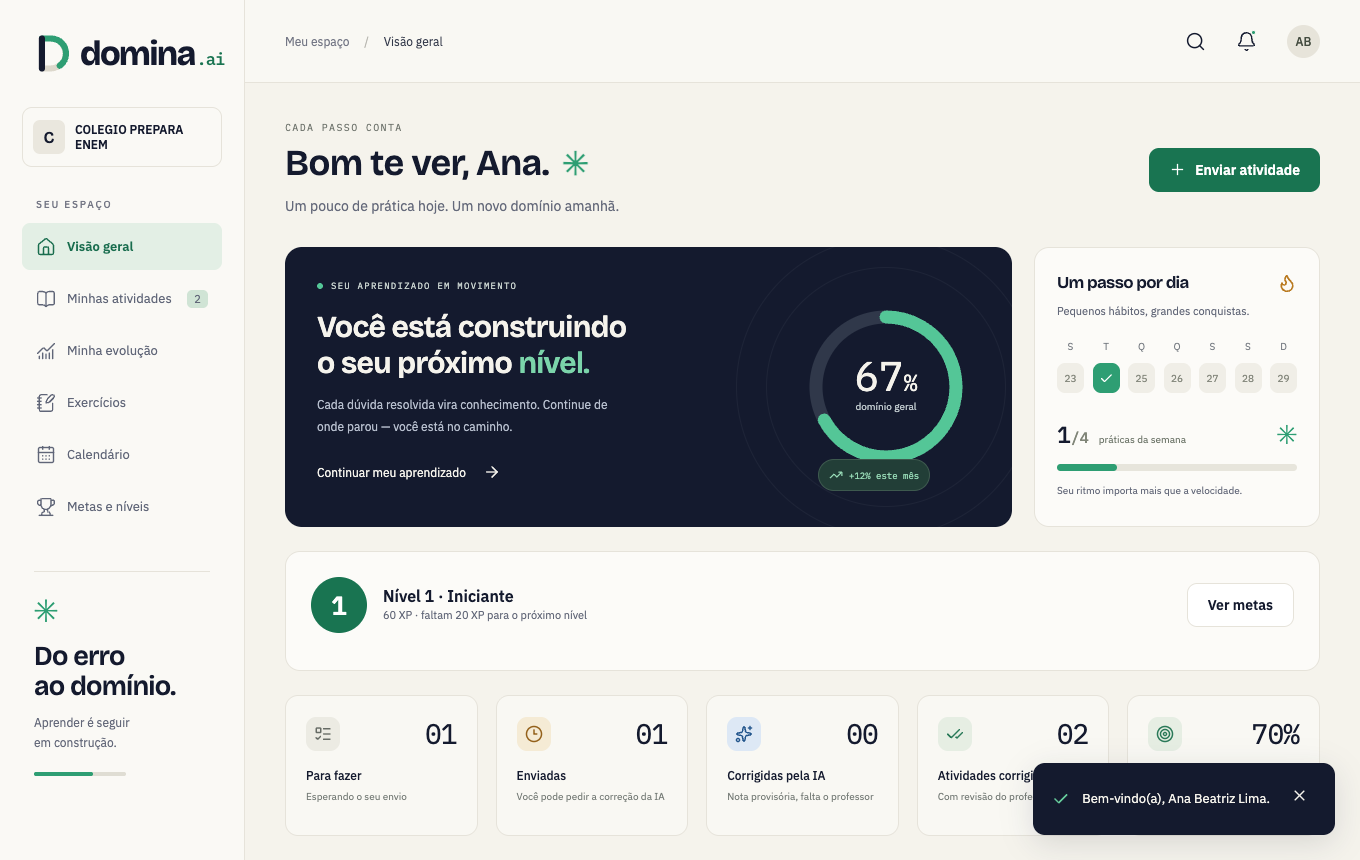 domina.ai
C
COLEGIO PREPARA
ENEM
SEU ESPAÇO
Visão geral
Minhas atividades 2
Minha evolução
Exercícios
Calendário
Metas e níveis
Do erro
ao domínio.
Aprender é seguir
em construção.
Meu espaço / Visão geral
AB
CADA PASSO CONTA
Bom te ver, Ana.
Um pouco de prática hoje. Um novo domínio amanhã.
Enviar atividade
SEU APRENDIZADO EM MOVIMENTO
Você está construindo
o seu próximo nível.
Cada dúvida resolvida vira conhecimento. Continue de
onde parou — você está no caminho.
Continuar meu aprendizado
67%
domínio geral
+12% este mês
Um passo por dia
Pequenos hábitos, grandes conquistas.
S T Q Q S S D
23 25 26 27 28 29
1/4 práticas da semana
Seu ritmo importa mais que a velocidade.
1
Nível 1 · Iniciante
60 XP · faltam 20 XP para o próximo nível
Ver metas
01
Para fazer
Esperando o seu envio
01
Enviadas
Você pode pedir a correção da IA
00
Corrigidas pela IA
Nota provisória, falta o professor
02
Atividades corrigi
Com revisão do profe
70%
Bem-vindo(a), Ana Beatriz Lima.